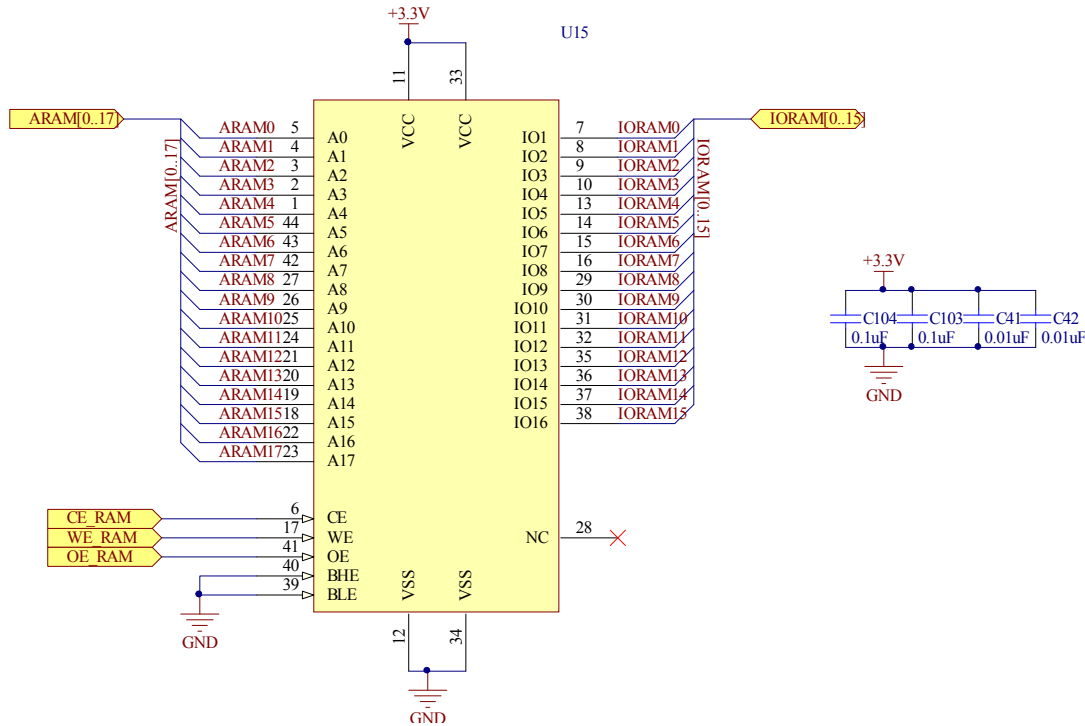 +3.3V
U15
11
33
VCC
VCC
ARAM[0..17]
IORAM[0..15]
ARAM[0..17]
IORAM[0..15]
ARAM0 5 A0 IO1 7 IORAM0
ARAM1 4 A1 IO2 8 IORAM1
ARAM2 3 A2 IO3 9 IORAM2
ARAM3 2 A3 IO4 10 IORAM3
ARAM4 1 A4 IO5 13 IORAM4
ARAM5 44 A5 IO6 14 IORAM5
ARAM6 43 A6 IO7 15 IORAM6
ARAM7 42 A7 IO8 16 IORAM7
ARAM8 27 A8 IO9 29 IORAM8
ARAM9 26 A9 IO10 30 IORAM9
ARAM10 25 A10 IO11 31 IORAM10
ARAM11 24 A11 IO12 32 IORAM11
ARAM12 21 A12 IO13 35 IORAM12
ARAM13 20 A13 IO14 36 IORAM13
ARAM14 19 A14 IO15 37 IORAM14
ARAM15 18 A15 IO16 38 IORAM15
ARAM16 22 A16
ARAM17 23 A17
CE_RAM 6 CE
WE_RAM 17 WE NC 28
OE_RAM 41 OE
40 BHE
39 BLE
GND
VSS
VSS
12
34
GND
+3.3V
C104 C103 C41 C42
0.1uF 0.1uF 0.01uF 0.01uF
GND